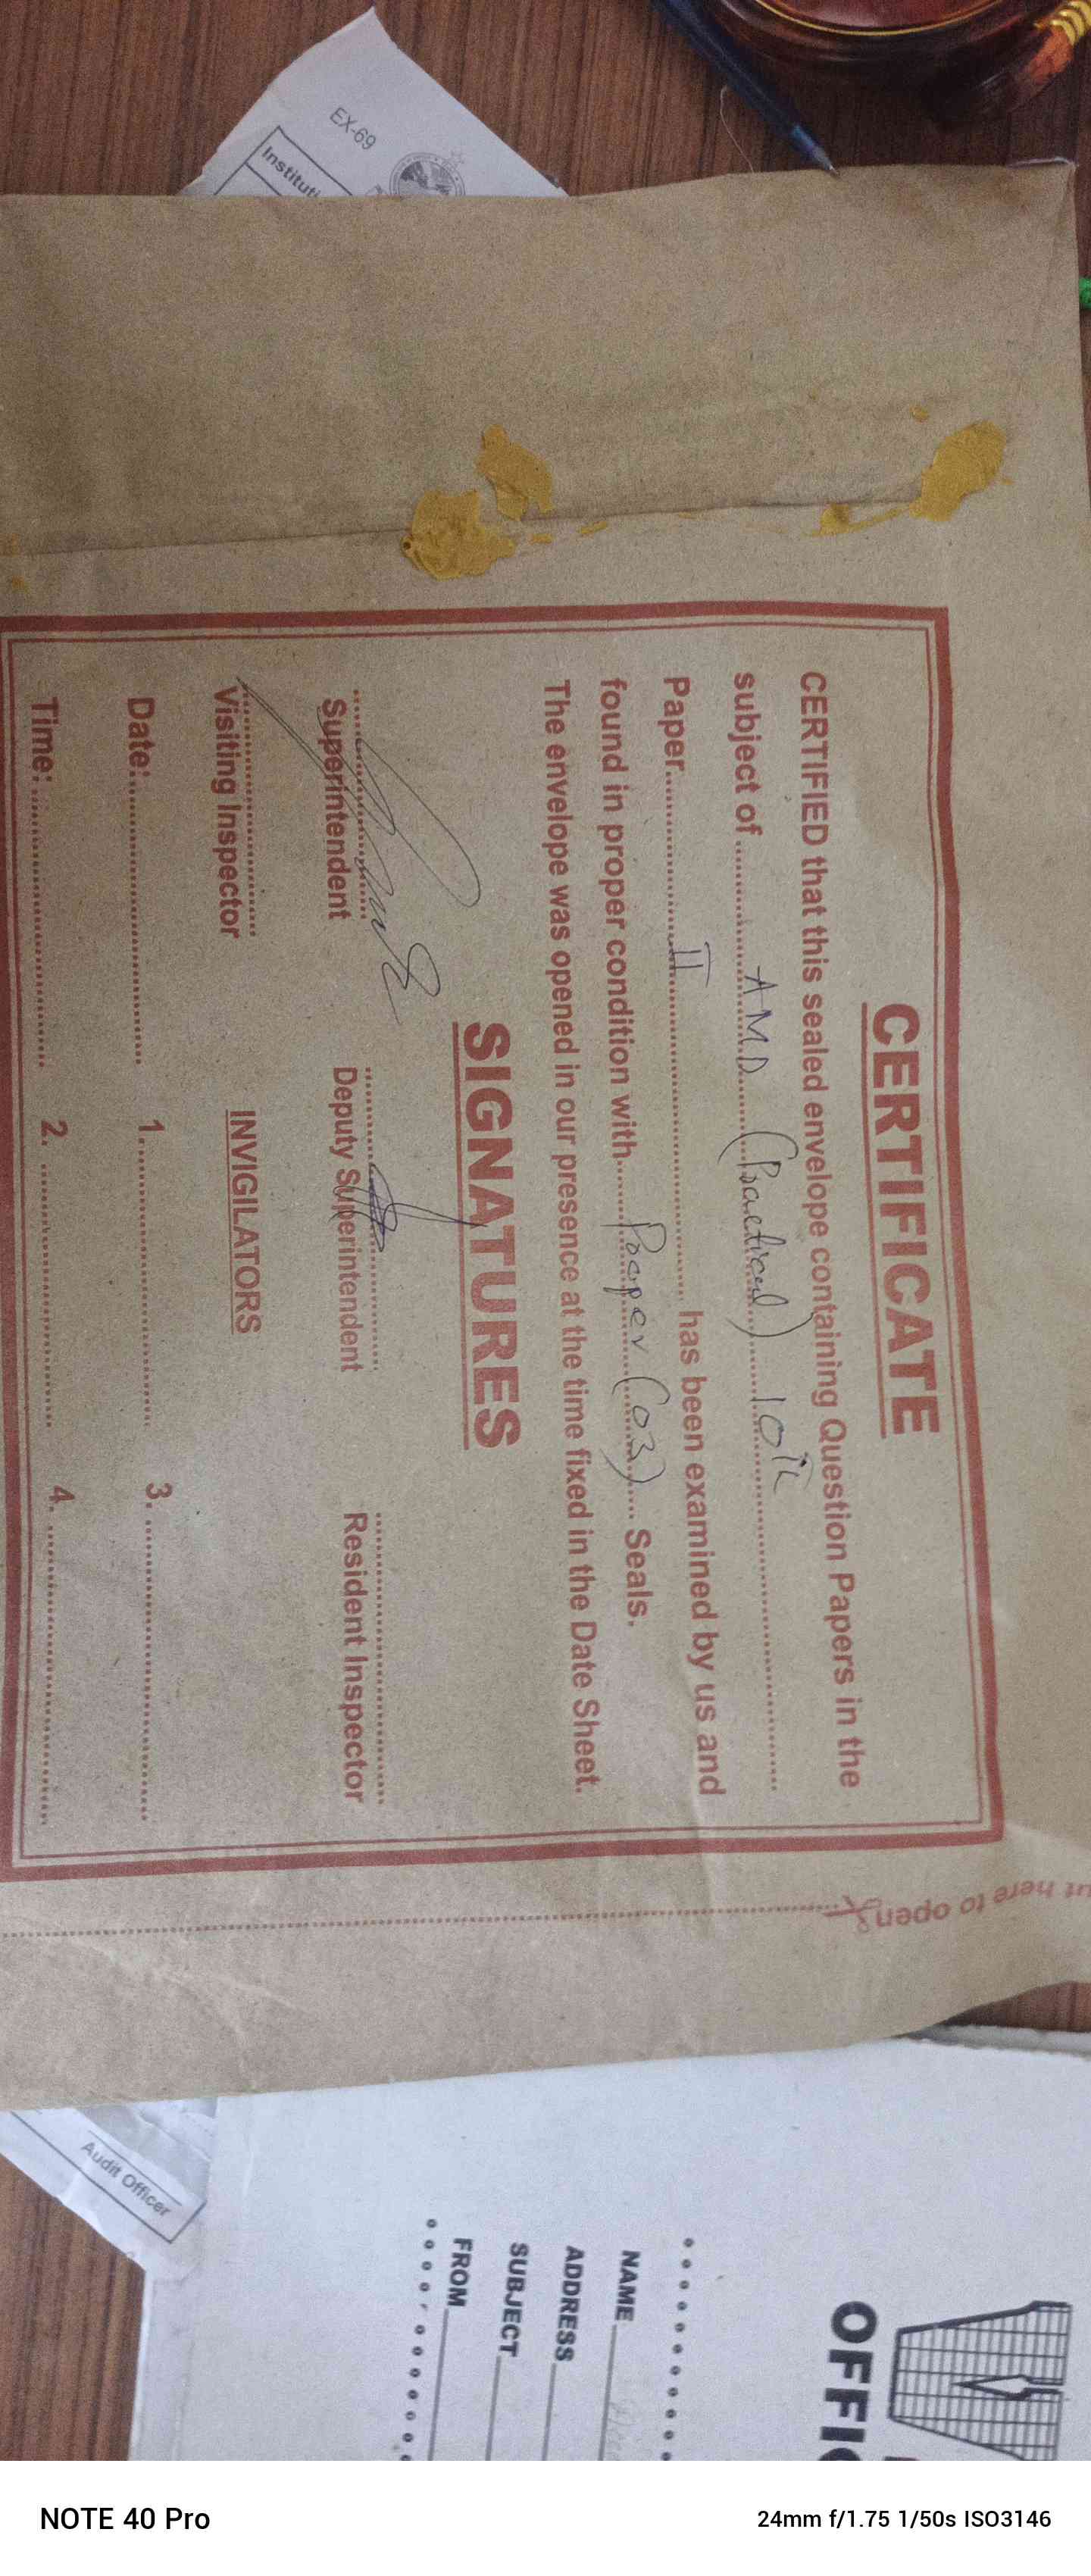 EX-69
Instituti
CERTIFICATE
CERTIFIED that this sealed envelope containing Question Papers in the
subject of A.M.D (Practical) 10th
Paper II has been examined by us and
found in proper condition with Poaper (03) Seals.
The envelope was opened in our presence at the time fixed in the Date Sheet.
SIGNATURES
Superintendent Deputy Superintendent Resident Inspector
Visiting Inspector INVIGILATORS
Date: 1. 3.
Time: 2. 4.
ut here to open
Audit Officer
OFFIC
NAME
ADDRESS
SUBJECT
FROM
NOTE 40 Pro 24mm f/1.75 1/50s ISO3146